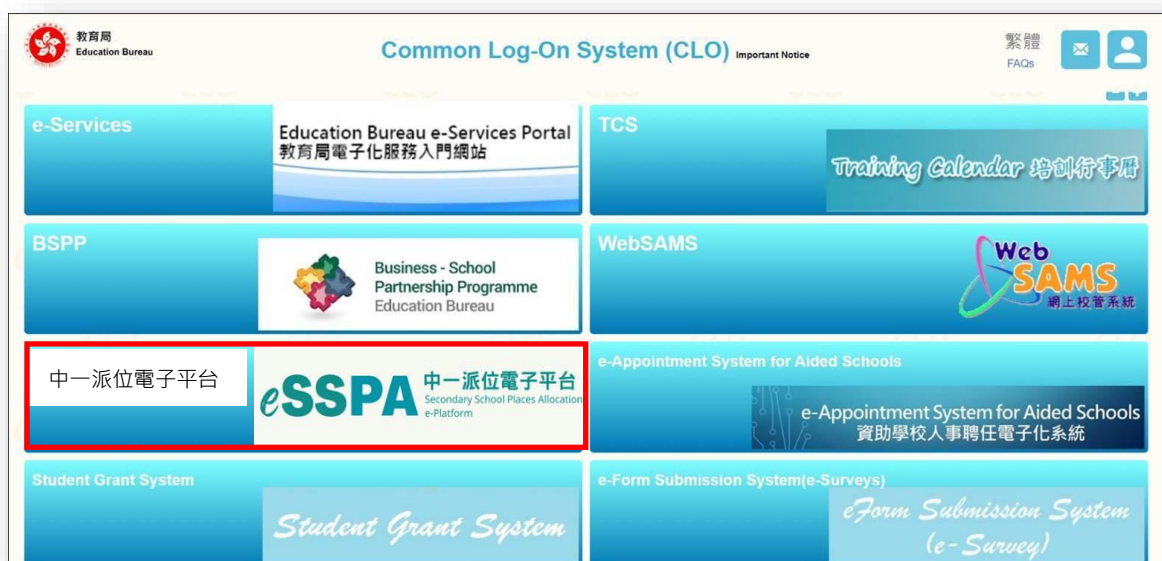 教育局
Education Bureau
Common Log-On System (CLO) Important Notice
繁體
FAQs
e-Services
Education Bureau e-Services Portal
教育局電子化服務入門網站
TCS
Training Calendar 培訓行事曆
BSPP
Business - School
Partnership Programme
Education Bureau
WebSAMS
Web
SAMS
網上校管系統
中一派位電子平台
eSSPA
中一派位電子平台
Secondary School Places Allocation
e-Platform
e-Appointment System for Aided Schools
e-Appointment System for Aided Schools
資助學校人事聘任電子化系統
Student Grant System
Student Grant System
e-Form Submission System(e-Surveys)
eForm Submission System
(e-Survey)